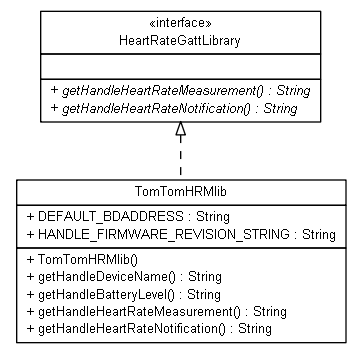 «interface»
HeartRateGattLibrary
+ getHandleHeartRateMeasurement() : String
+ getHandleHeartRateNotification() : String
TomTomHRMlib
+ DEFAULT_BDADDRESS : String
+ HANDLE_FIRMWARE_REVISION_STRING : String
+ TomTomHRMlib()
+ getHandleDeviceName() : String
+ getHandleBatteryLevel() : String
+ getHandleHeartRateMeasurement() : String
+ getHandleHeartRateNotification() : String